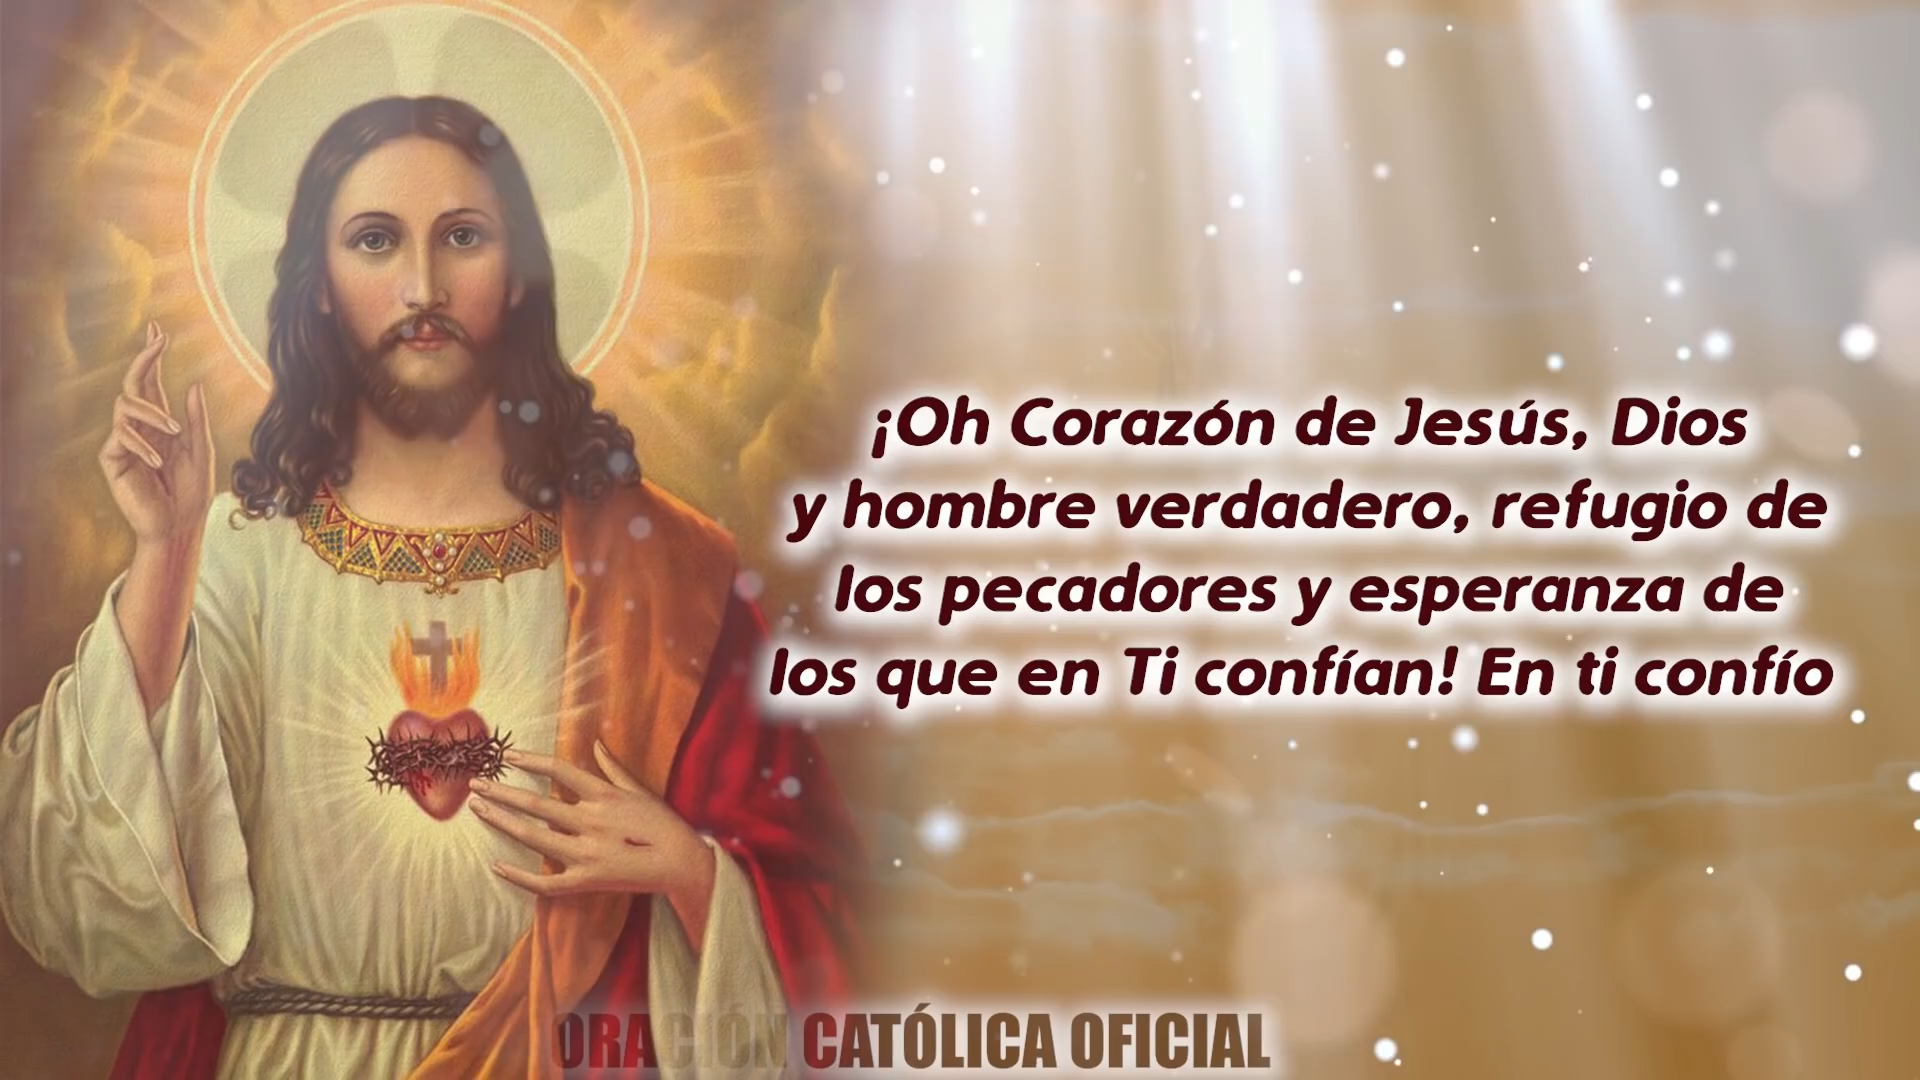 ¡Oh Corazón de Jesús, Dios
y hombre verdadero, refugio de
los pecadores y esperanza de
los que en Ti confían! En ti confío
ORACIÓN CATÓLICA OFICIAL